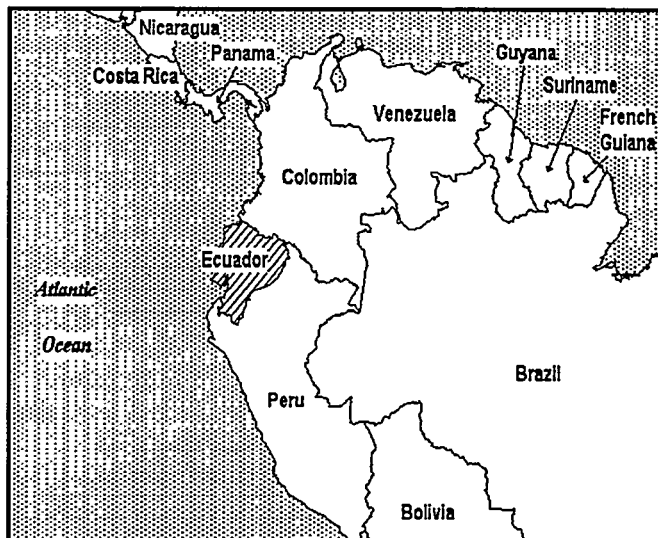 Nicaragua
Panama
Costa Rica
Guyana
Suriname
French
Guiana
Venezuela
Colombia
Ecuador
Atlantic
Ocean
Brazil
Peru
Bolivia